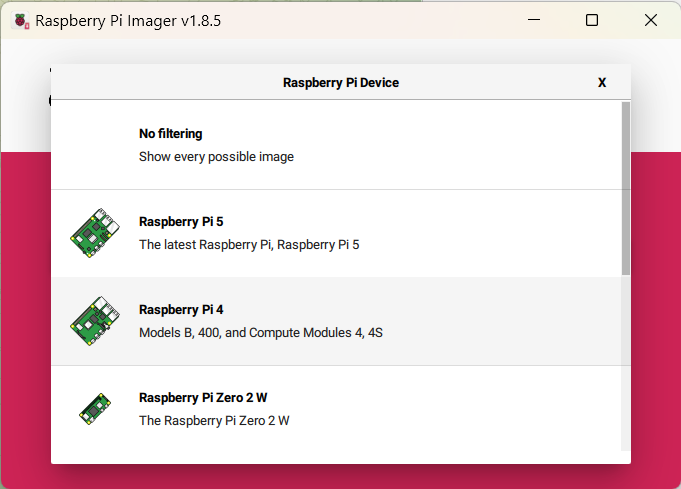 Raspberry Pi Imager v1.8.5
Raspberry Pi Device
X
No filtering
Show every possible image
Raspberry Pi 5
The latest Raspberry Pi, Raspberry Pi 5
Raspberry Pi 4
Models B, 400, and Compute Modules 4, 4S
Raspberry Pi Zero 2 W
The Raspberry Pi Zero 2 W